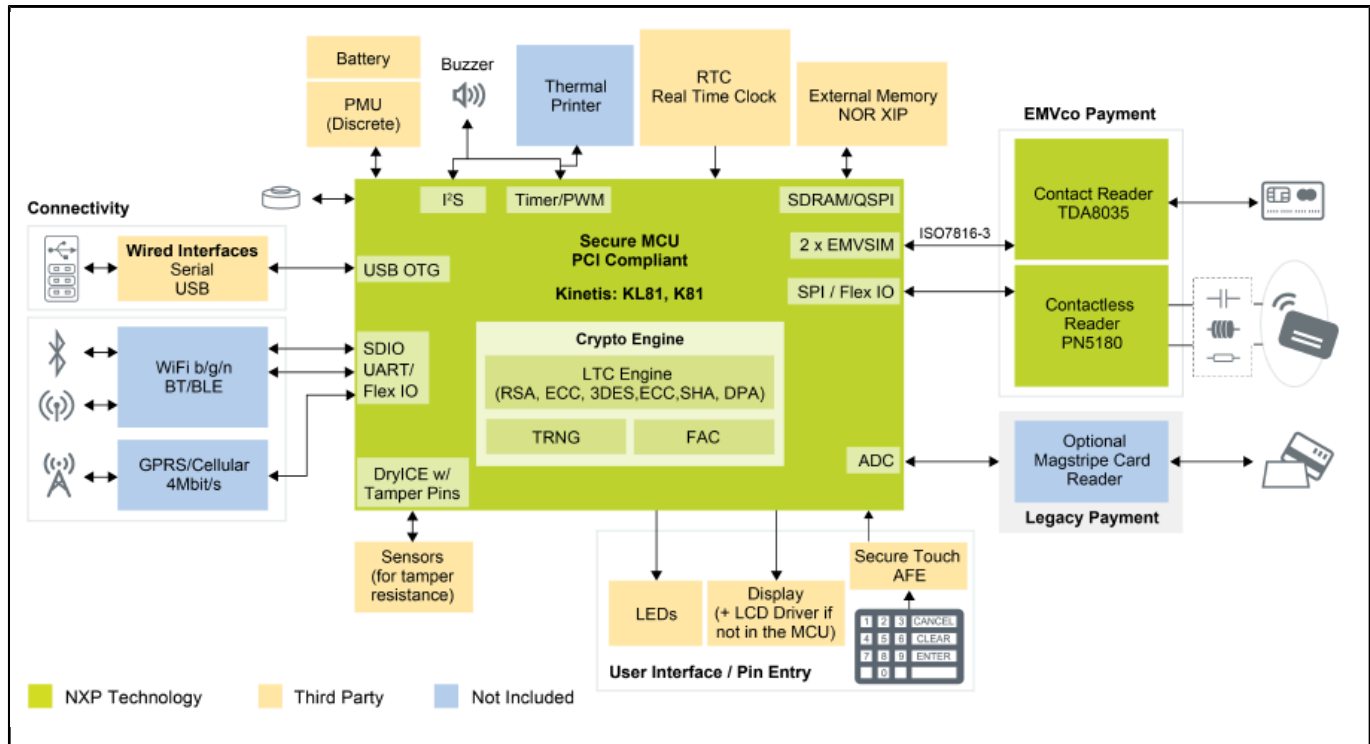 Battery
PMU
(Discrete)
Buzzer
Thermal
Printer
RTC
Real Time Clock
External Memory
NOR XIP
EMVco Payment
Contact Reader
TDA8035
ISO7816-3
Contactless
Reader
PN5180
Connectivity
Wired Interfaces
Serial
USB
WiFi b/g/n
BT/BLE
GPRS/Cellular
4Mbit/s
I²S
Timer/PWM
SDRAM/QSPI
Secure MCU
PCI Compliant
Kinetis: KL81, K81
2 x EMVSIM
USB OTG
SPI / Flex IO
SDIO
UART/
Flex IO
Crypto Engine
LTC Engine
(RSA, ECC, 3DES,ECC,SHA, DPA)
TRNG
FAC
ADC
DryICE w/
Tamper Pins
Optional
Magstripe Card
Reader
Legacy Payment
Sensors
(for tamper
resistance)
LEDs
Display
(+ LCD Driver if
not in the MCU)
Secure Touch
AFE
1 2 3 CANCEL
4 5 6 CLEAR
7 8 9 ENTER
0
User Interface / Pin Entry
NXP Technology
Third Party
Not Included